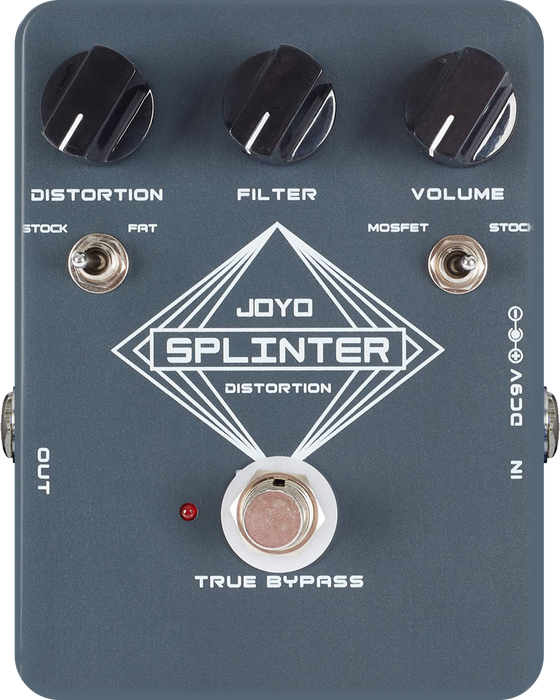 DISTORTION FILTER VOLUME
STOCK FAT MOSFET STOCK
JOYO
SPLINTER
DISTORTION
DC9V
OUT
IN
TRUE BYPASS